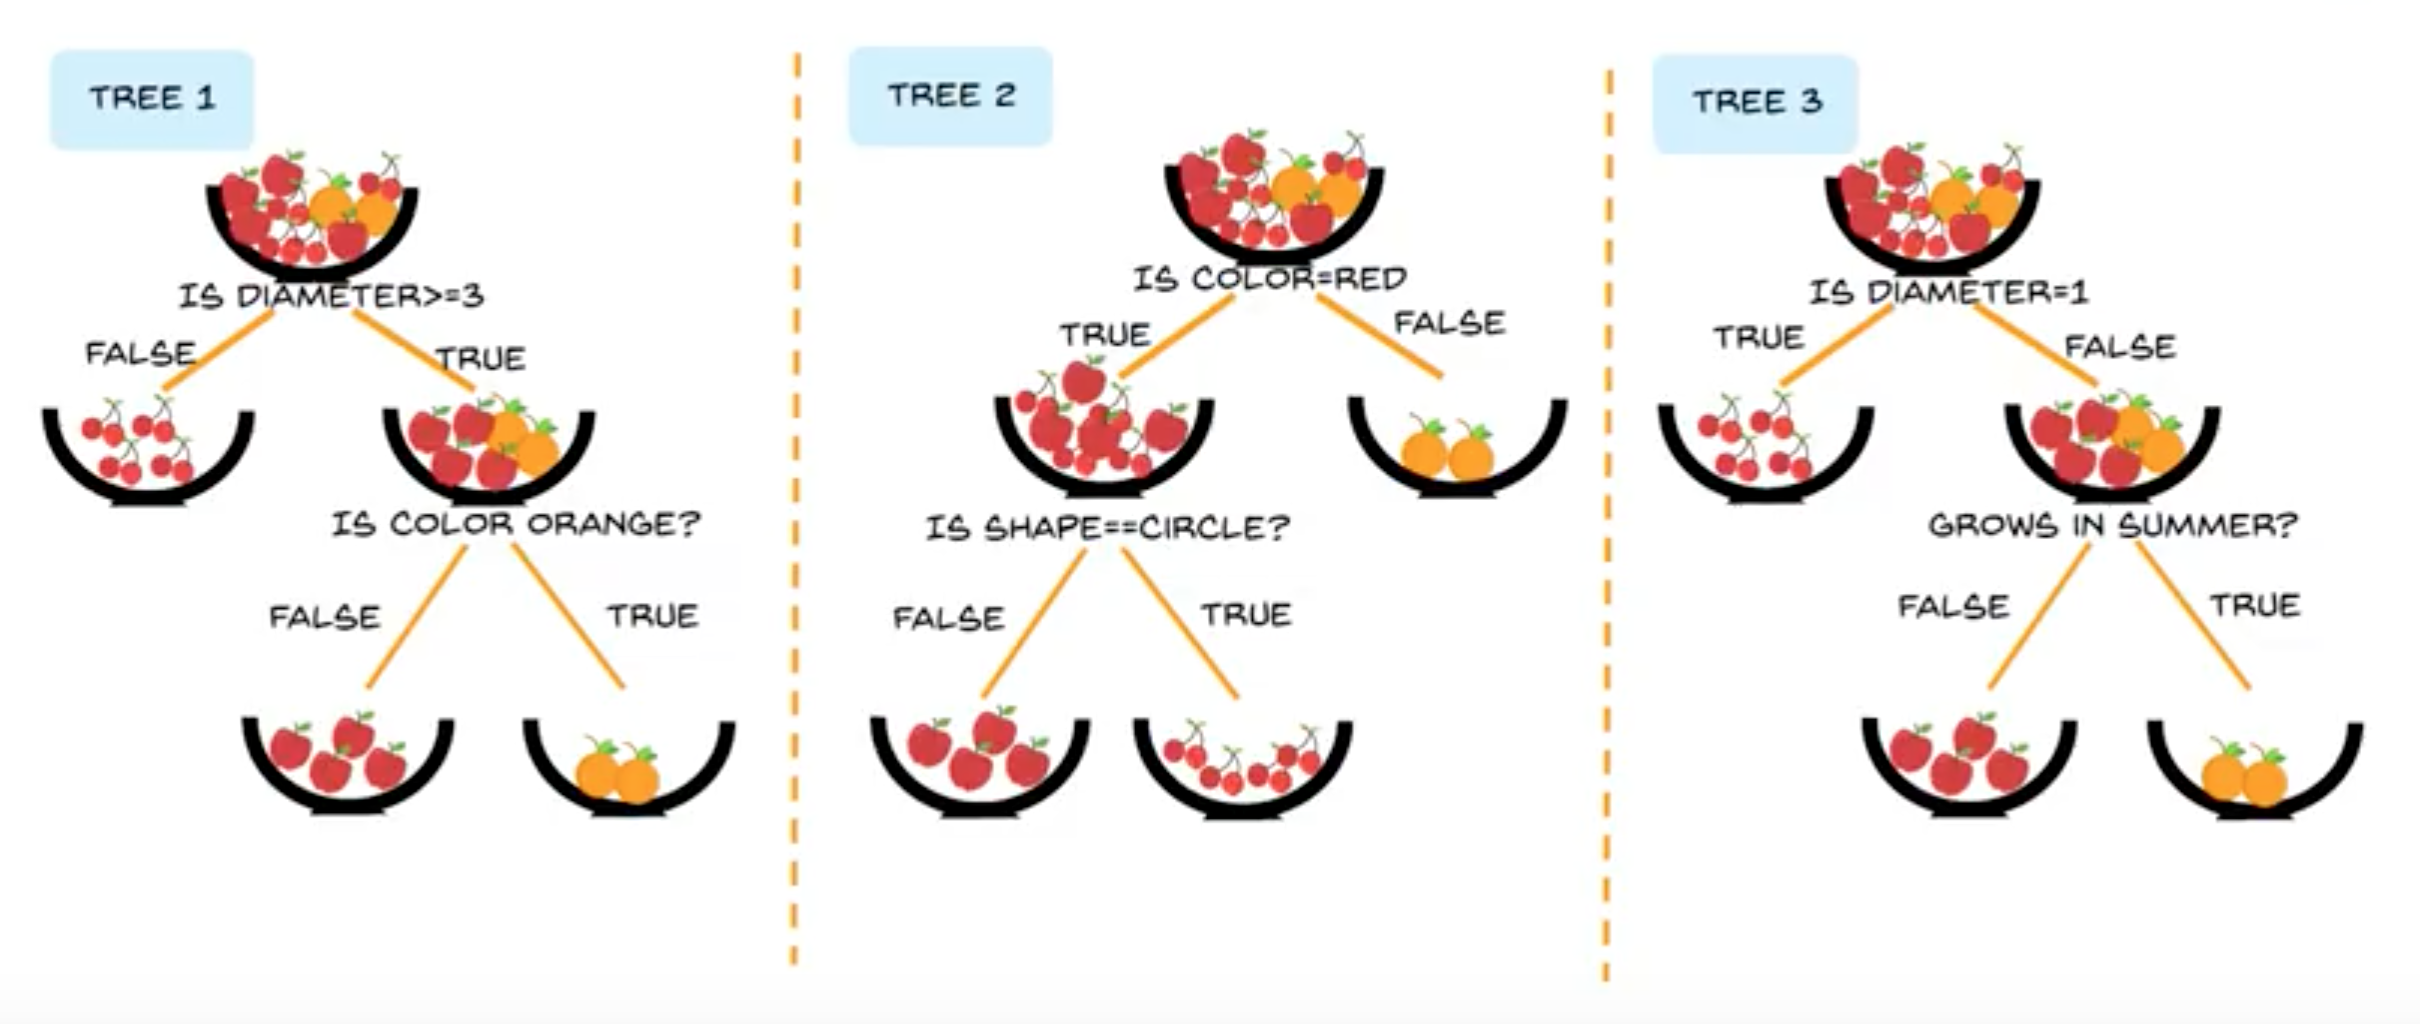 TREE 1
IS DIAMETER>=3
FALSE
TRUE
IS COLOR ORANGE?
FALSE
TRUE
TREE 2
IS COLOR=RED
TRUE
FALSE
IS SHAPE==CIRCLE?
FALSE
TRUE
TREE 3
IS DIAMETER=1
TRUE
FALSE
GROWS IN SUMMER?
FALSE
TRUE